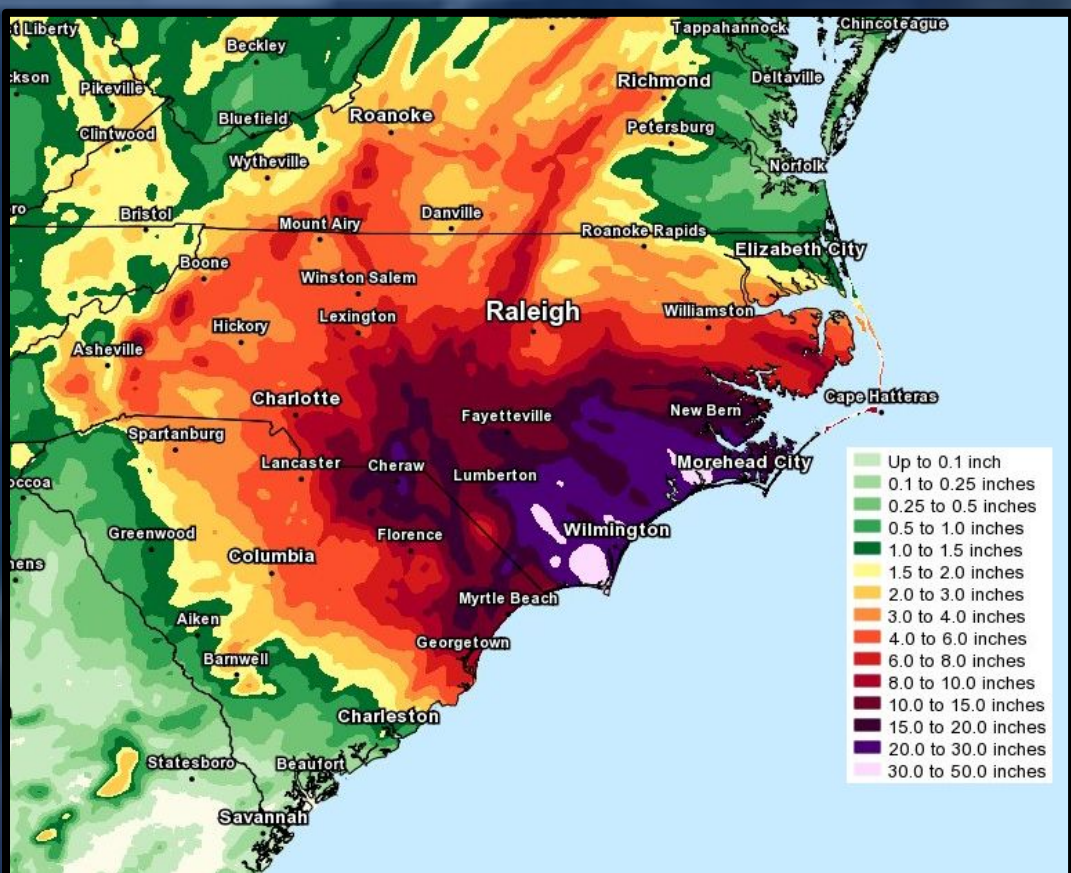 t Liberty
Beckley
Tappahannock
Chincoteague
ckson
Pikeville
Richmond
Deltaville
Bluefield
Roanoke
Clintwood
Petersburg
Wytheville
Norfolk
ro
Bristol
Mount Airy
Danville
Roanoke Rapids
Elizabeth City
Boone
Winston Salem
Raleigh
Williamston
Hickory
Lexington
Asheville
Charlotte
Cape Hatteras
Fayetteville
New Bern
Spartanburg
Lancaster
Cheraw
Lumberton
Morehead City
occoa
Greenwood
Florence
Wilmington
Columbia
hens
Myrtle Beach
Aiken
Georgetown
Barnwell
Charleston
Statesboro
Beaufort
Savannah
Up to 0.1 inch
0.1 to 0.25 inches
0.25 to 0.5 inches
0.5 to 1.0 inches
1.0 to 1.5 inches
1.5 to 2.0 inches
2.0 to 3.0 inches
3.0 to 4.0 inches
4.0 to 6.0 inches
6.0 to 8.0 inches
8.0 to 10.0 inches
10.0 to 15.0 inches
15.0 to 20.0 inches
20.0 to 30.0 inches
30.0 to 50.0 inches